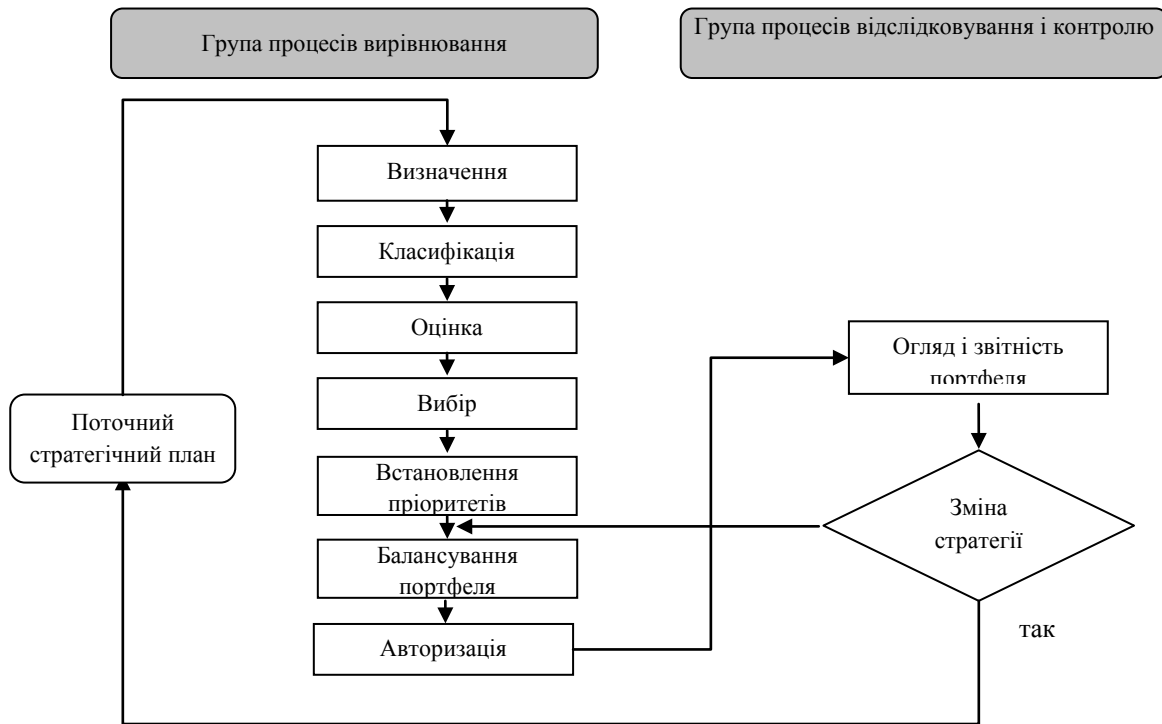 Група процесів вирівнювання
Група процесів відслідковування і контролю
Визначення
Класифікація
Оцінка
Вибір
Встановлення
пріоритетів
Балансування
портфеля
Авторизація
Поточний
стратегічний план
Огляд і звітність
портфеля
Зміна
стратегії
так